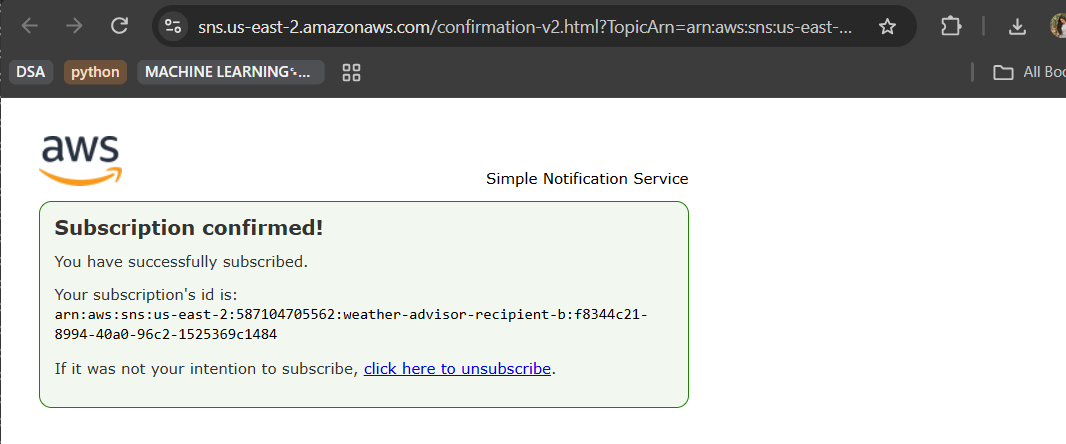 sns.us-east-2.amazonaws.com/confirmation-v2.html?TopicArn=arn:aws:sns:us-east-...
DSA python MACHINE LEARNING... All Boo
aws
Simple Notification Service
Subscription confirmed!
You have successfully subscribed.
Your subscription's id is:
arn:aws:sns:us-east-2:587104705562:weather-advisor-recipient-b:f8344c21-
8994-40a0-96c2-1525369c1484
If it was not your intention to subscribe, click here to unsubscribe.